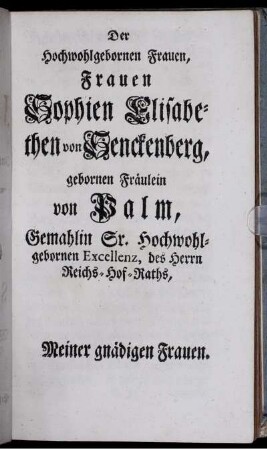 Der
Hochwohlgebornen Frauen,
Frauen
Sophien Elisabe-
then von Senckenberg,
gebornen Fräulein
von Palm,
Gemahlin Sr. Hochwohl-
gebornen Excellenz, des Herrn
Reichs-Hof-Raths,
Meiner gnädigen Frauen.